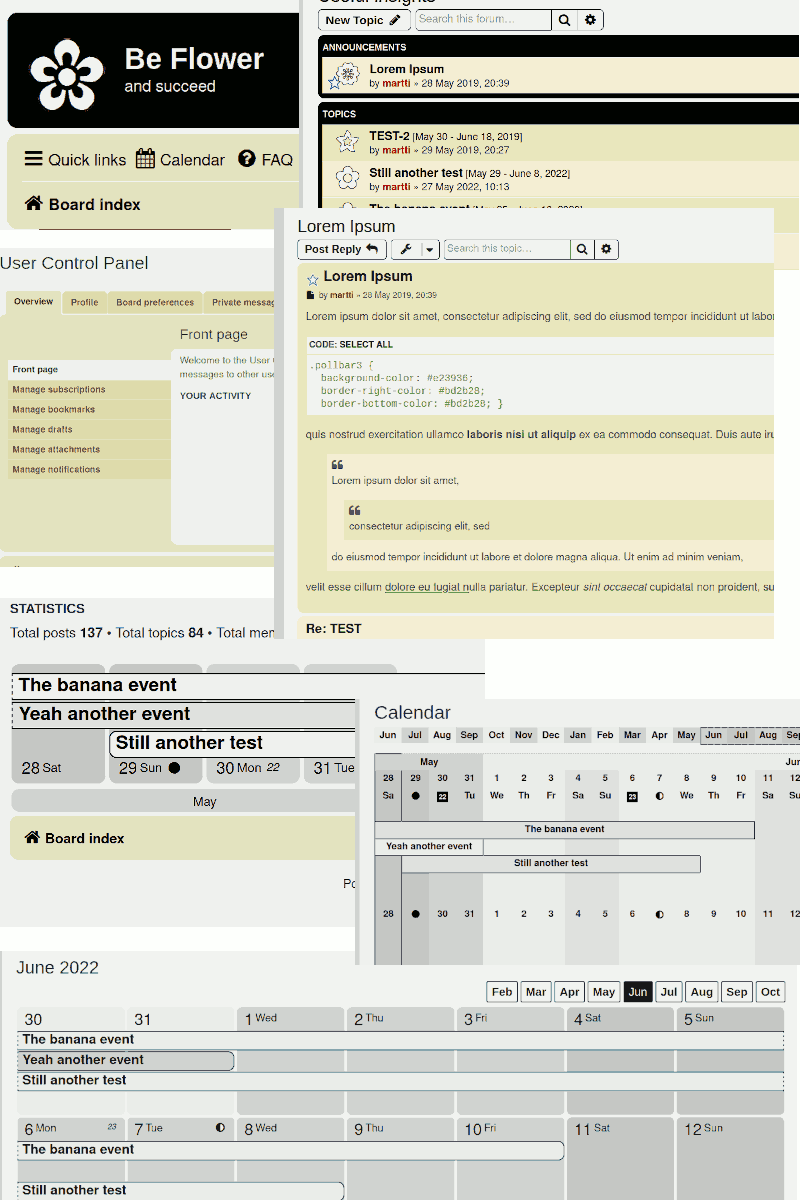 Be Flower
and succeed
Quick links Calendar FAQ
Board index
New Topic Search this forum…
ANNOUNCEMENTS
Lorem Ipsum
by martti » 28 May 2019, 20:39
TOPICS
TEST-2 [May 30 - June 18, 2019]
by martti » 29 May 2019, 20:27
Still another test [May 29 - June 8, 2022]
by martti » 27 May 2022, 10:13
User Control Panel
Overview Profile Board preferences Private messag
Front page
Manage subscriptions
Manage bookmarks
Manage drafts
Manage attachments
Manage notifications
Front page
Welcome to the User
messages to other use
YOUR ACTIVITY
Lorem Ipsum
Post Reply Search this topic…
Lorem Ipsum
by martti » 28 May 2019, 20:39
Lorem ipsum dolor sit amet, consectetur adipiscing elit, sed do eiusmod tempor incididunt ut labor
CODE: SELECT ALL
.pollbar3 {
background-color: #e23936;
border-right-color: #bd2b28;
border-bottom-color: #bd2b28; }
quis nostrud exercitation ullamco laboris nisi ut aliquip ex ea commodo consequat. Duis aute iru
Lorem ipsum dolor sit amet,
consectetur adipiscing elit, sed
do eiusmod tempor incididunt ut labore et dolore magna aliqua. Ut enim ad minim veniam,
velit esse cillum dolore eu fugiat nulla pariatur. Excepteur sint occaecat cupidatat non proident, su
Re: TEST
STATISTICS
Total posts 137 • Total topics 84 • Total mem
The banana event
Yeah another event
Still another test
28 Sat 29 Sun 30 Mon 22 31 Tue
May
Board index
Po
Calendar
Jun Jul Aug Sep Oct Nov Dec Jan Feb Mar Apr May Jun Jul Aug Sep
May Jun
28 29 30 31 1 2 3 4 5 6 7 8 9 10 11 12
Sa 22 Tu We Th Fr Sa Su 23 We Th Fr Sa Su
The banana event
Yeah another event
Still another test
28 30 31 1 2 3 4 5 6 8 9 10 11 12
June 2022
Feb Mar Apr May Jun Jul Aug Sep Oct
30 31 1 Wed 2 Thu 3 Fri 4 Sat 5 Sun
The banana event
Yeah another event
Still another test
6 Mon 23 7 Tue 8 Wed 9 Thu 10 Fri 11 Sat 12 Sun
The banana event
Still another test